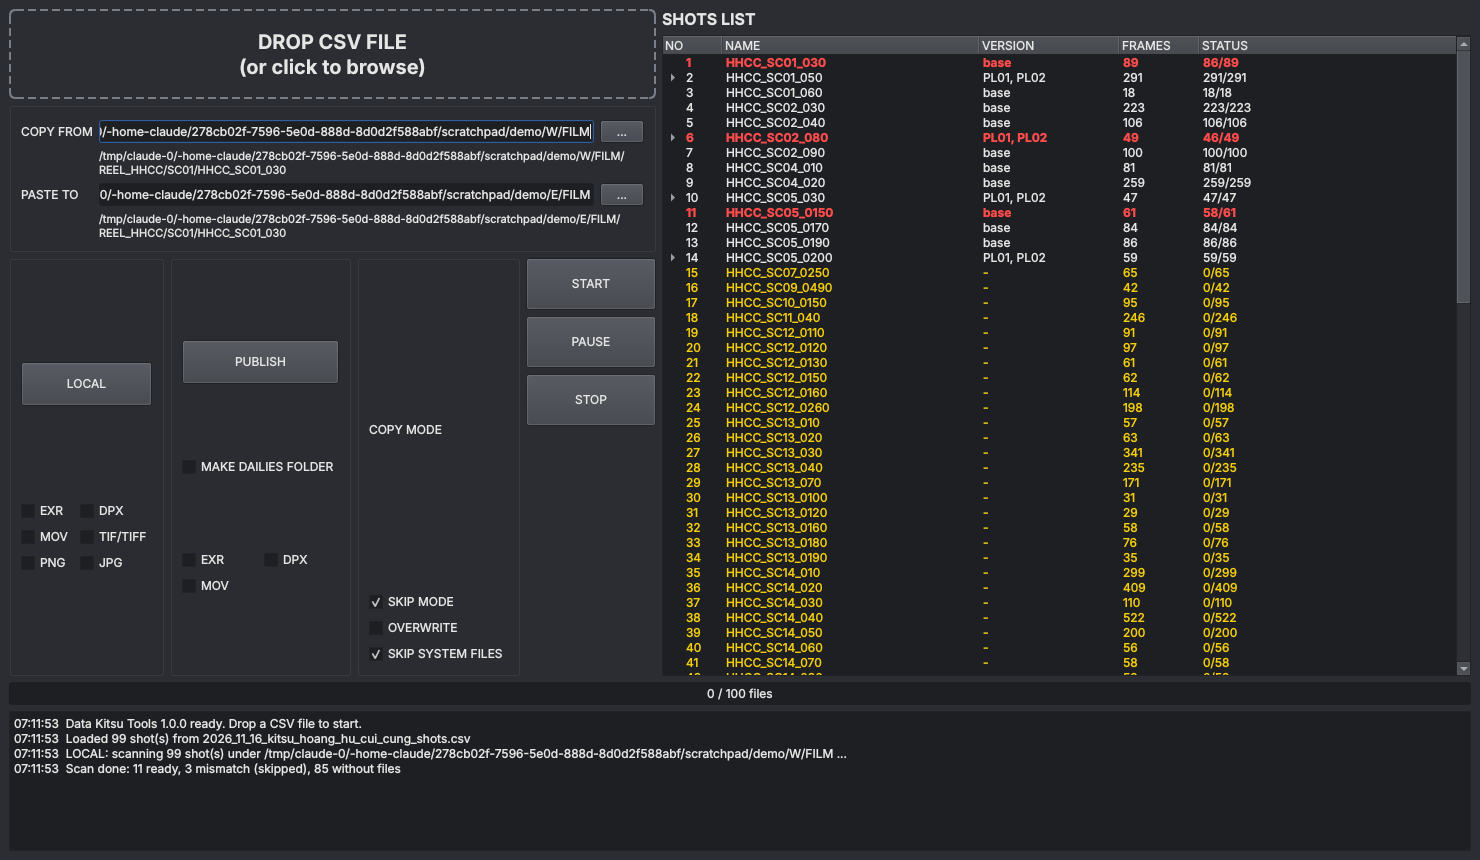 DROP CSV FILE
(or click to browse)
COPY FROM
/-home-claude/278cb02f-7596-5e0d-888d-8d0d2f588abf/scratchpad/demo/W/FILM
...
/tmp/claude-0/-home-claude/278cb02f-7596-5e0d-888d-8d0d2f588abf/scratchpad/demo/W/FILM/
REEL_HHCC/SC01/HHCC_SC01_030
PASTE TO
0/-home-claude/278cb02f-7596-5e0d-888d-8d0d2f588abf/scratchpad/demo/E/FILM
...
/tmp/claude-0/-home-claude/278cb02f-7596-5e0d-888d-8d0d2f588abf/scratchpad/demo/E/FILM/
REEL_HHCC/SC01/HHCC_SC01_030
LOCAL
EXR DPX
MOV TIF/TIFF
PNG JPG
PUBLISH
MAKE DAILIES FOLDER
EXR DPX
MOV
COPY MODE
SKIP MODE
OVERWRITE
SKIP SYSTEM FILES
START
PAUSE
STOP
SHOTS LIST
NO NAME VERSION FRAMES STATUS
1 HHCC_SC01_030 base 89 86/89
2 HHCC_SC01_050 PL01, PL02 291 291/291
3 HHCC_SC01_060 base 18 18/18
4 HHCC_SC02_030 base 223 223/223
5 HHCC_SC02_040 base 106 106/106
6 HHCC_SC02_080 PL01, PL02 49 46/49
7 HHCC_SC02_090 base 100 100/100
8 HHCC_SC04_010 base 81 81/81
9 HHCC_SC04_020 base 259 259/259
10 HHCC_SC05_030 PL01, PL02 47 47/47
11 HHCC_SC05_0150 base 61 58/61
12 HHCC_SC05_0170 base 84 84/84
13 HHCC_SC05_0190 base 86 86/86
14 HHCC_SC05_0200 PL01, PL02 59 59/59
15 HHCC_SC07_0250 - 65 0/65
16 HHCC_SC09_0490 - 42 0/42
17 HHCC_SC10_0150 - 95 0/95
18 HHCC_SC11_040 - 246 0/246
19 HHCC_SC12_0110 - 91 0/91
20 HHCC_SC12_0120 - 97 0/97
21 HHCC_SC12_0130 - 61 0/61
22 HHCC_SC12_0150 - 62 0/62
23 HHCC_SC12_0160 - 114 0/114
24 HHCC_SC12_0260 - 198 0/198
25 HHCC_SC13_010 - 57 0/57
26 HHCC_SC13_020 - 63 0/63
27 HHCC_SC13_030 - 341 0/341
28 HHCC_SC13_040 - 235 0/235
29 HHCC_SC13_070 - 171 0/171
30 HHCC_SC13_0100 - 31 0/31
31 HHCC_SC13_0120 - 29 0/29
32 HHCC_SC13_0160 - 58 0/58
33 HHCC_SC13_0180 - 76 0/76
34 HHCC_SC13_0190 - 35 0/35
35 HHCC_SC14_010 - 299 0/299
36 HHCC_SC14_020 - 409 0/409
37 HHCC_SC14_030 - 110 0/110
38 HHCC_SC14_040 - 522 0/522
39 HHCC_SC14_050 - 200 0/200
40 HHCC_SC14_060 - 56 0/56
41 HHCC_SC14_070 - 58 0/58
0 / 100 files
07:11:53 Data Kitsu Tools 1.0.0 ready. Drop a CSV file to start.
07:11:53 Loaded 99 shot(s) from 2026_11_16_kitsu_hoang_hu_cui_cung_shots.csv
07:11:53 LOCAL: scanning 99 shot(s) under /tmp/claude-0/-home-claude/278cb02f-7596-5e0d-888d-8d0d2f588abf/scratchpad/demo/W/FILM ...
07:11:53 Scan done: 11 ready, 3 mismatch (skipped), 85 without files